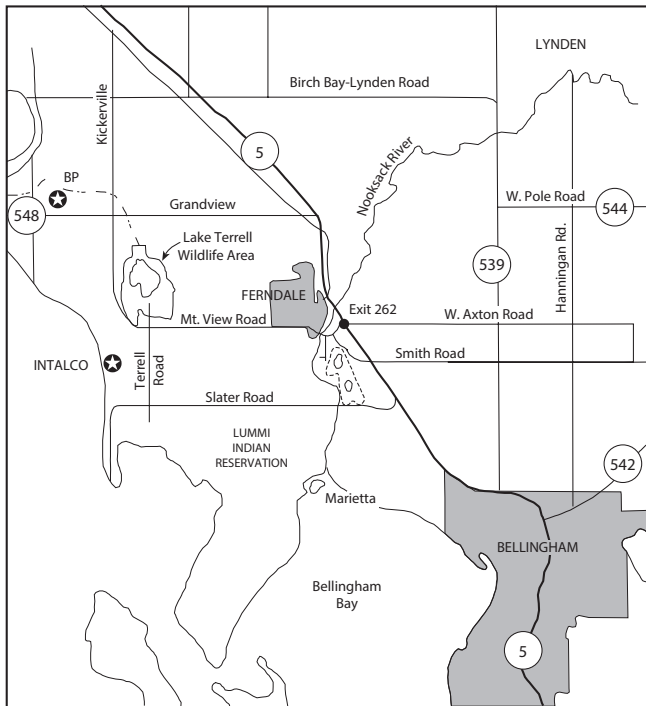 LYNDEN
Birch Bay-Lynden Road
Kickerville
5
Nooksack River
BP
548
Grandview
W. Pole Road
544
Lake Terrell
Wildlife Area
539
Hanningan Rd.
FERNDALE
Exit 262
Mt. View Road
W. Axton Road
INTALCO
Terrell
Road
Smith Road
Slater Road
LUMMI
INDIAN
RESERVATION
542
Marietta
BELLINGHAM
Bellingham
Bay
5